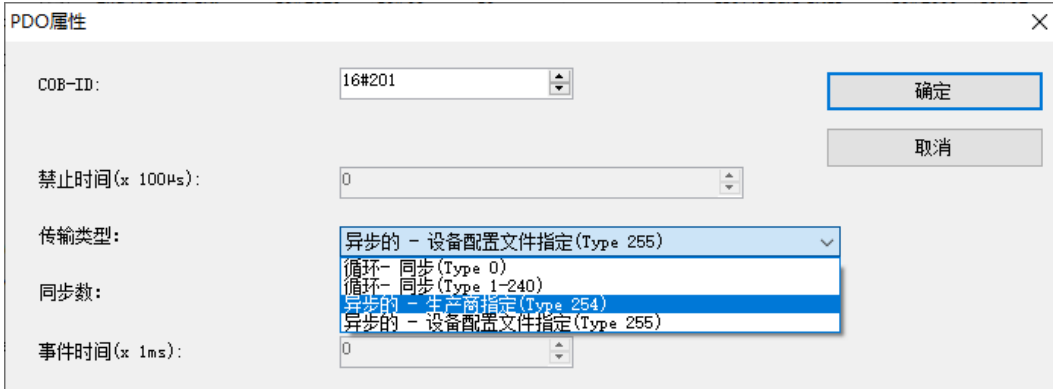 PDO属性
COB-ID:
16#201
确定
取消
禁止时间(x 100μs):
0
传输类型:
异步的 - 设备配置文件指定(Type 255)
循环- 同步(Type 0)
循环- 同步(Type 1-240)
异步的 - 生产商指定(Type 254)
异步的 - 设备配置文件指定(Type 255)
同步数:
事件时间(x 1ms):
0